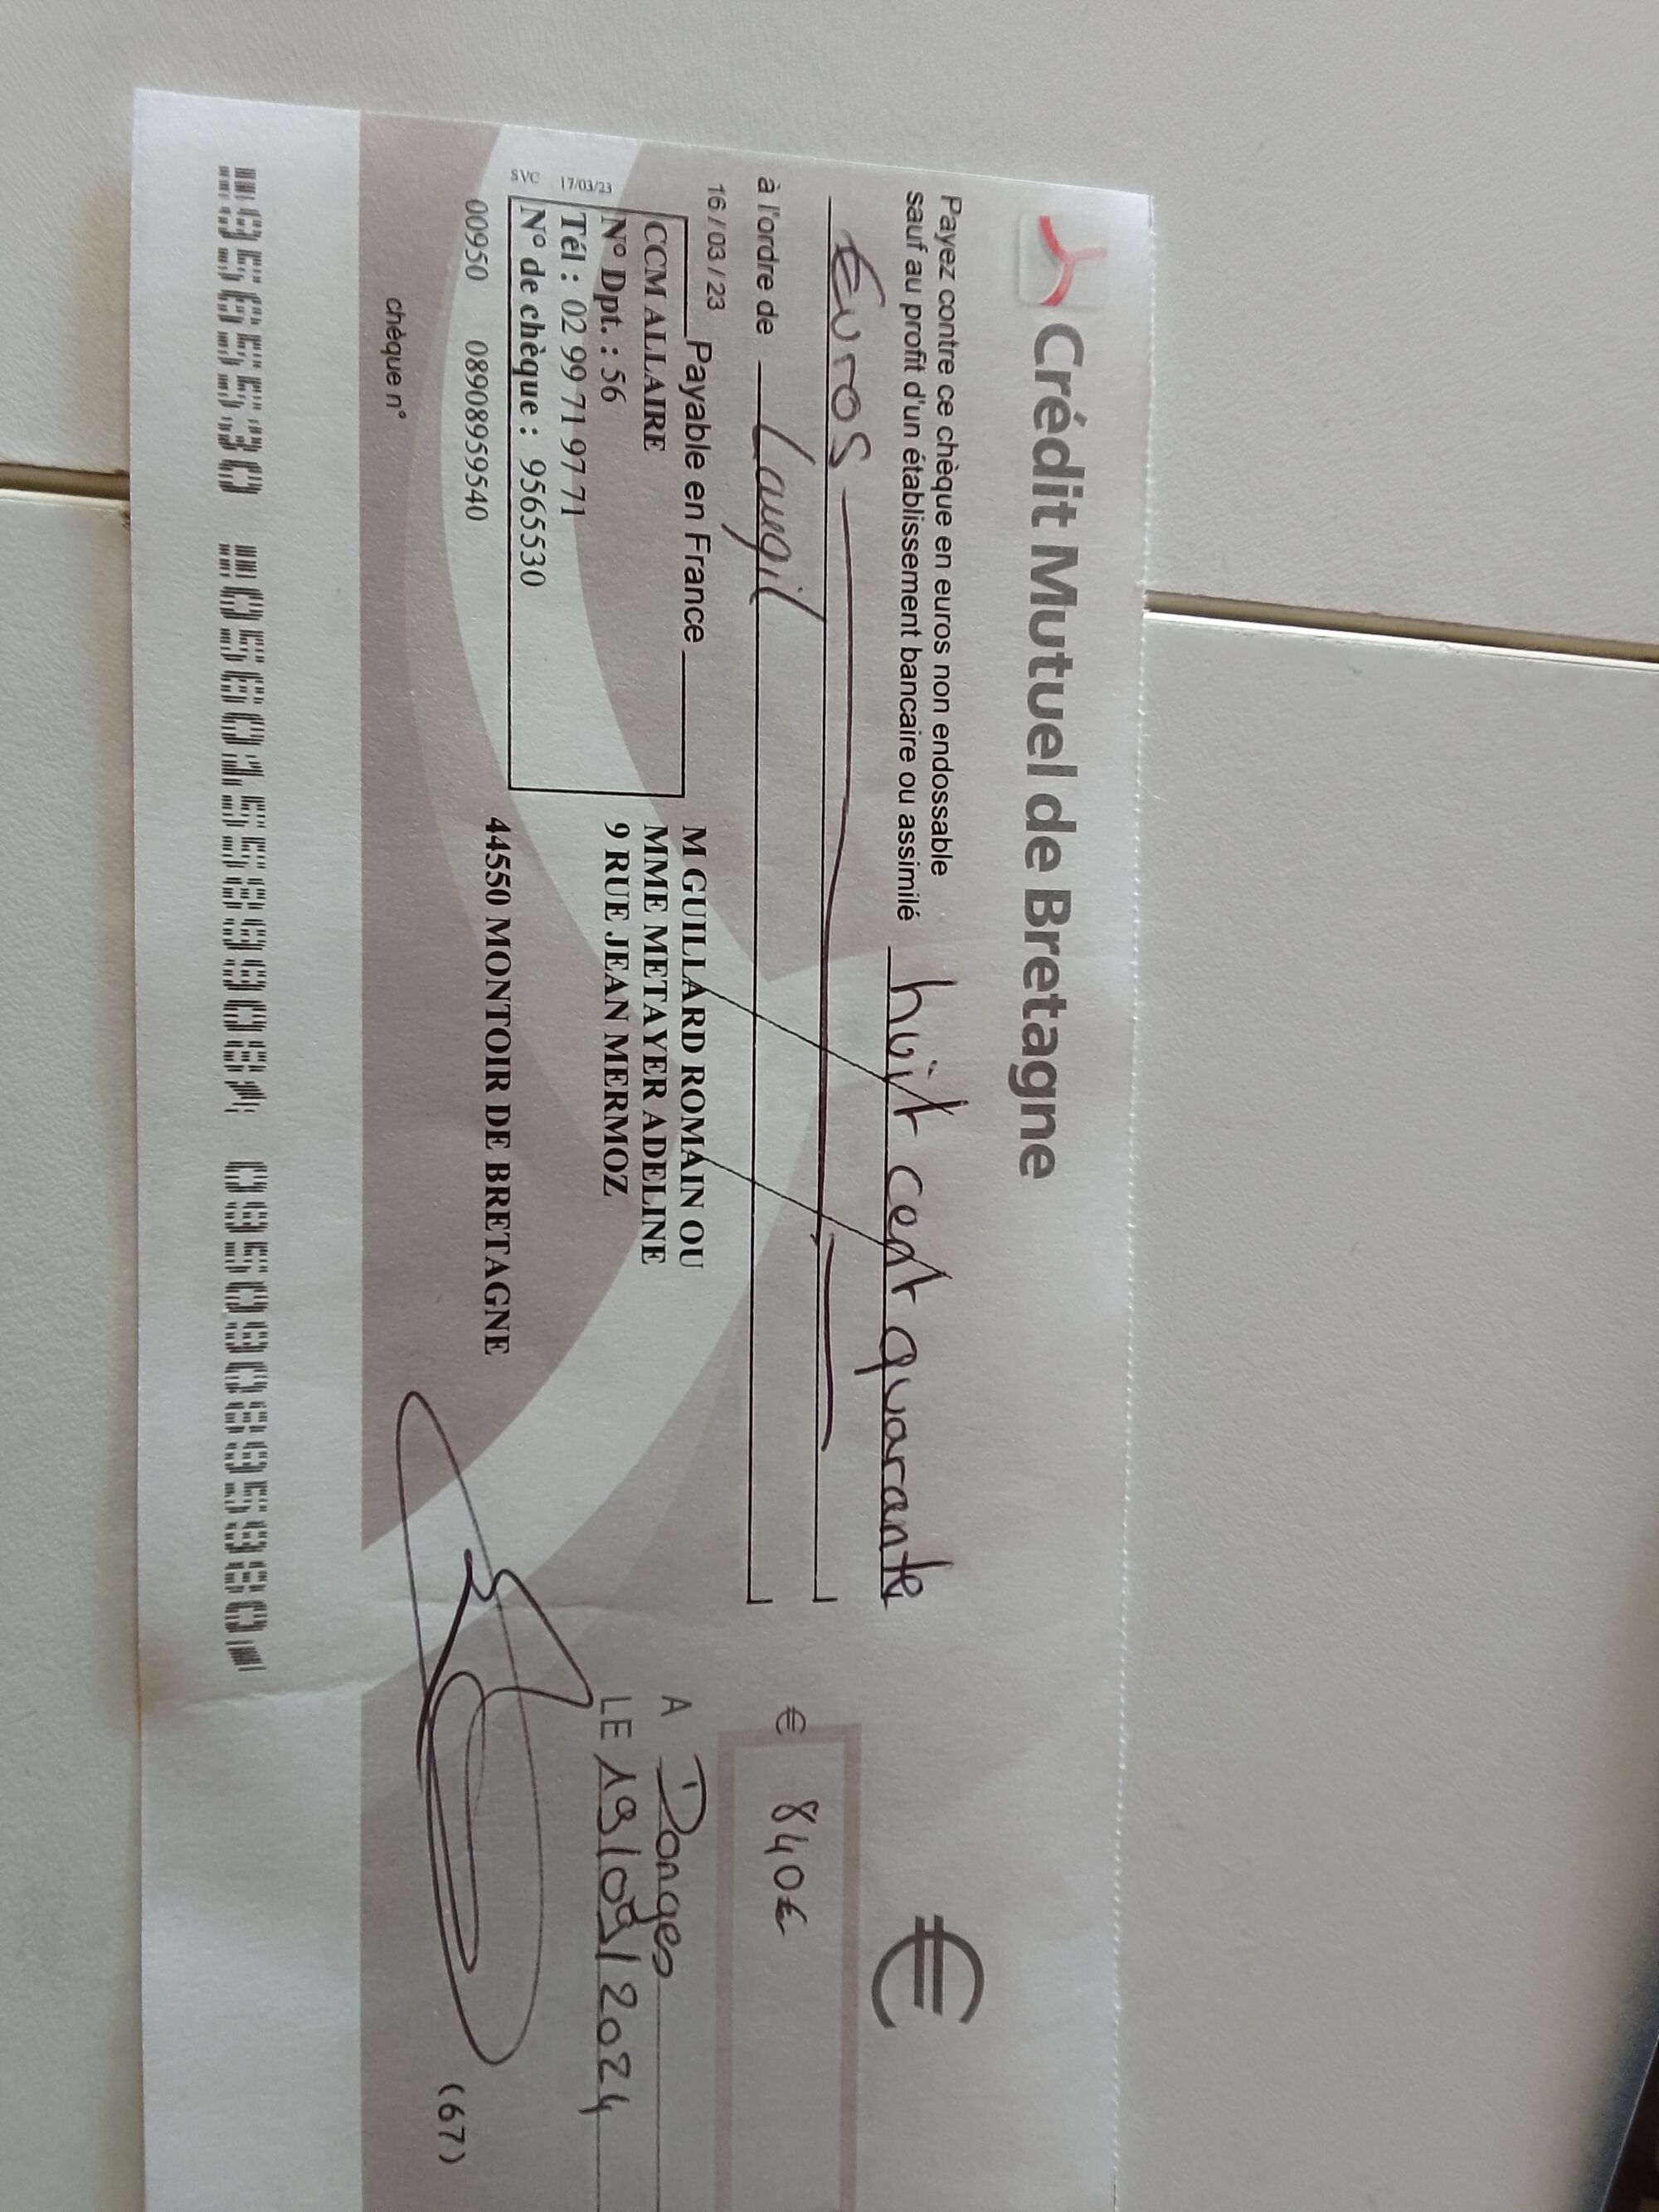 Crédit Mutuel de Bretagne
€
Payez contre ce chèque en euros non endossable
sauf au profit d'un établissement bancaire ou assimilé huit cent quarante
Euros
à l'ordre de Laugil
€ 840€
16/03/23 Payable en France
CCM ALLAIRE
N° Dpt. : 56
Tél : 02 99 71 97 71
N° de chèque : 9565530
SVC 17/03/23
00950 08908959540
M GUILLARD ROMAIN OU
MME METAYER ADELINE
9 RUE JEAN MERMOZ
44550 MONTOIR DE BRETAGNE
A Donges
LE 19/09/2024
chèque n°
(67)